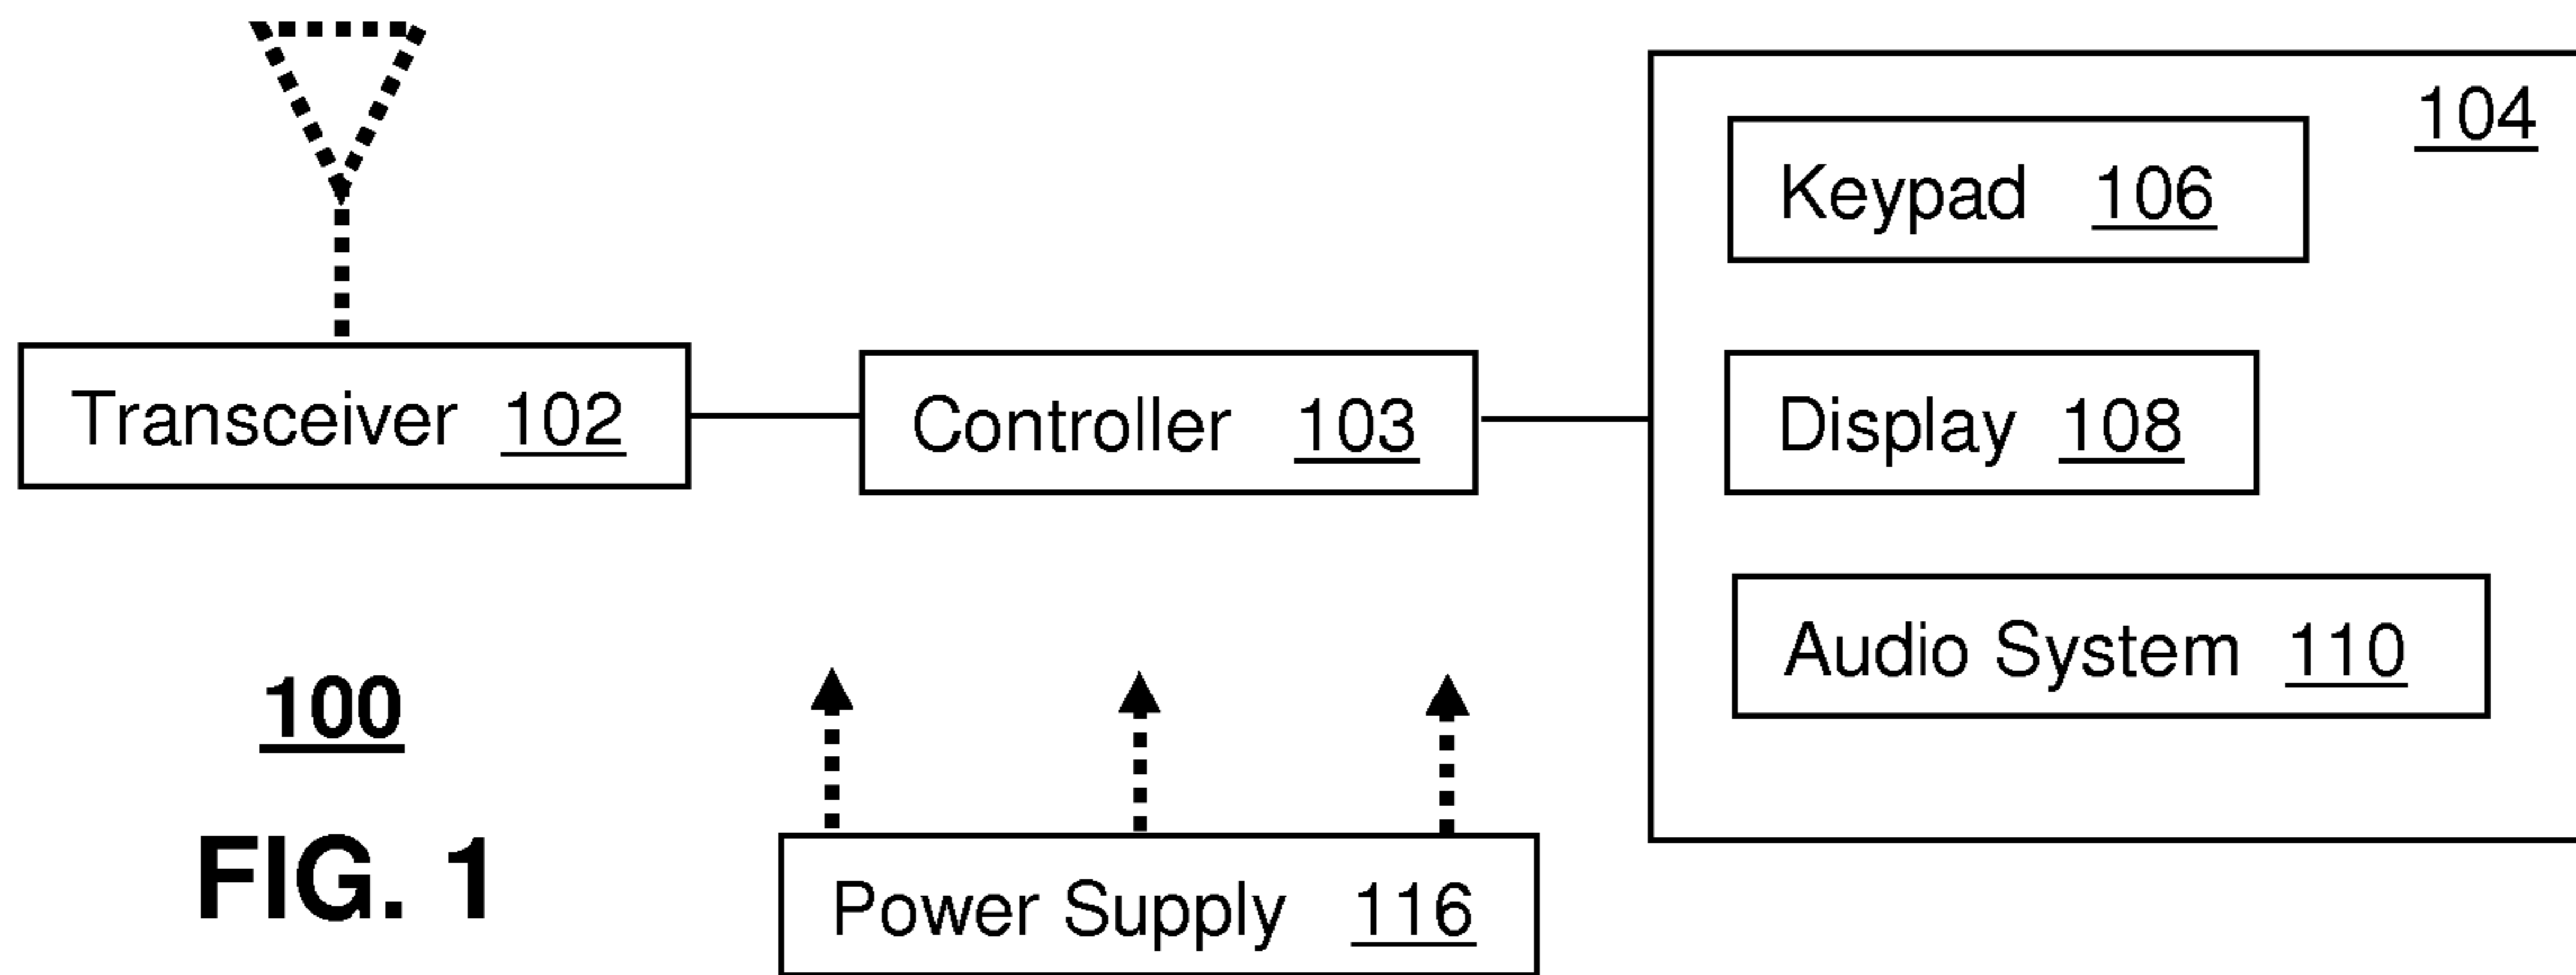 104
Keypad 106
Transceiver 102
Controller 103
Display 108
Audio System 110
100
FIG. 1
Power Supply 116